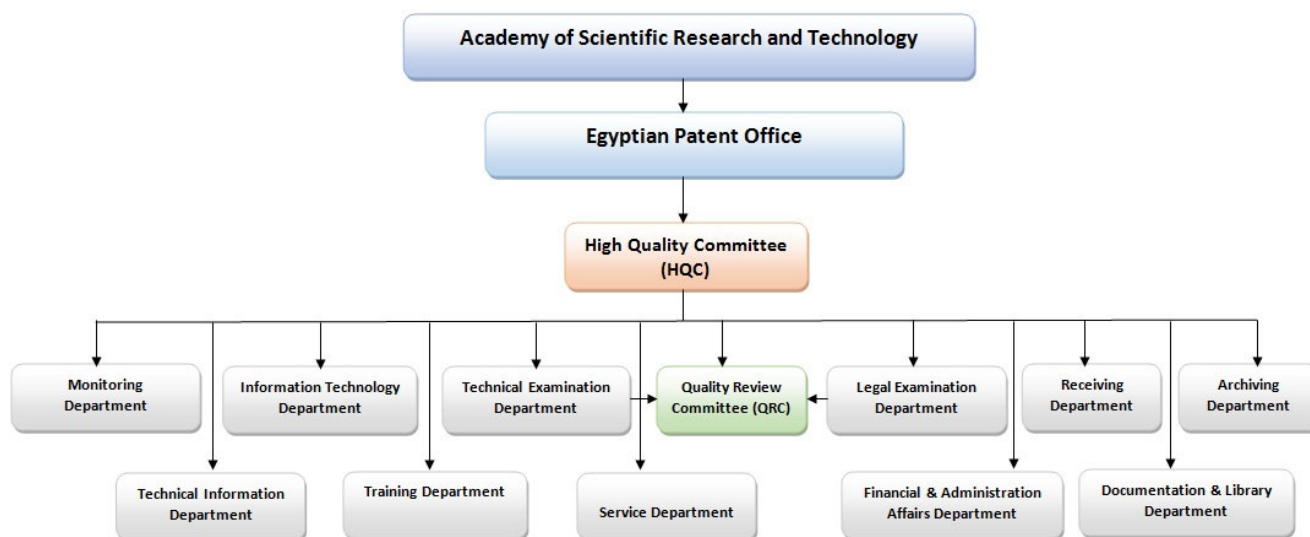 Academy of Scientific Research and Technology
Egyptian Patent Office
High Quality Committee
(HQC)
Monitoring
Department
Information Technology
Department
Technical Examination
Department
Quality Review
Committee (QRC)
Legal Examination
Department
Receiving
Department
Archiving
Department
Technical Information
Department
Training Department
Service Department
Financial & Administration
Affairs Department
Documentation & Library
Department